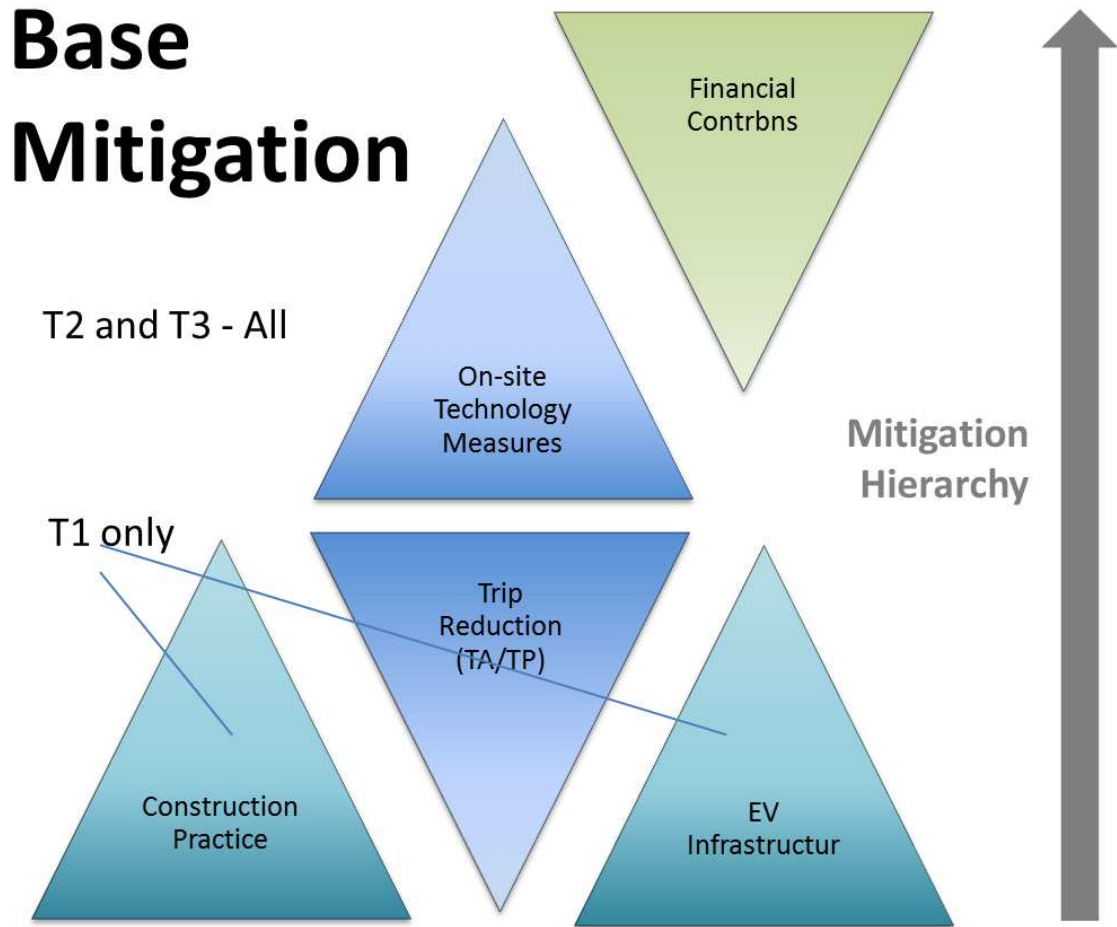 Base
Mitigation
Financial
Contrbns
T2 and T3 - All
On-site
Technology
Measures
Mitigation
Hierarchy
T1 only
Trip
Reduction
(TA/TP)
Construction
Practice
EV
Infrastructur